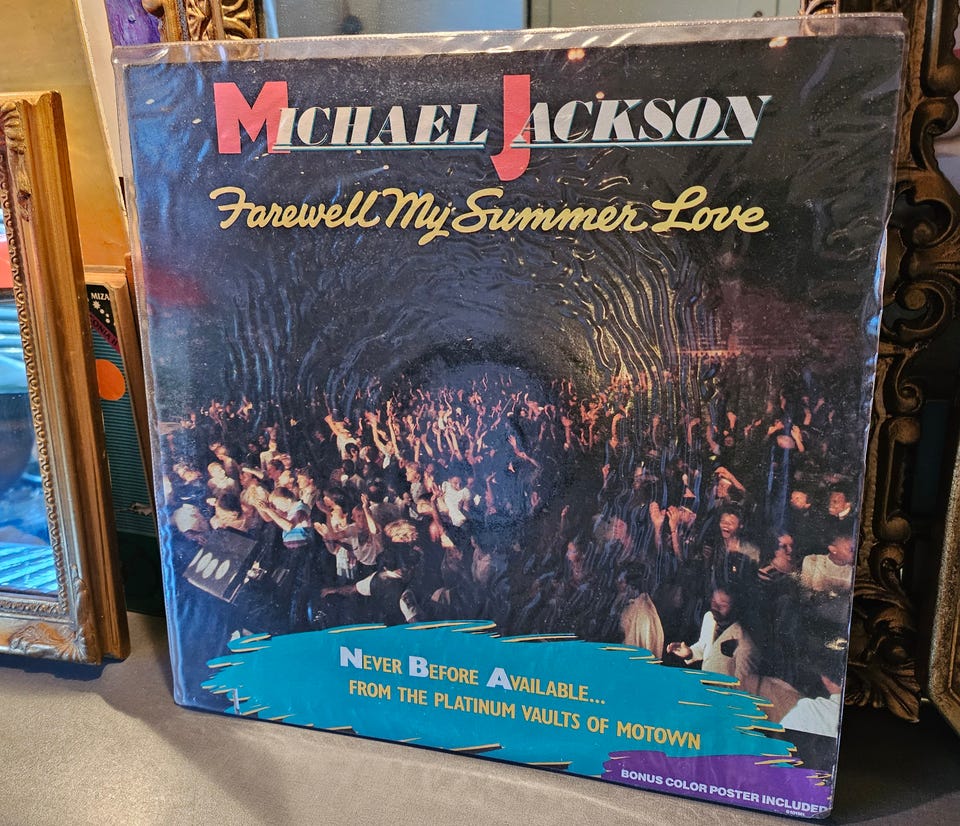 MICHAEL JACKSON
Farewell My Summer Love
NEVER BEFORE AVAILABLE...
FROM THE PLATINUM VAULTS OF MOTOWN
BONUS COLOR POSTER INCLUDED
MIZA